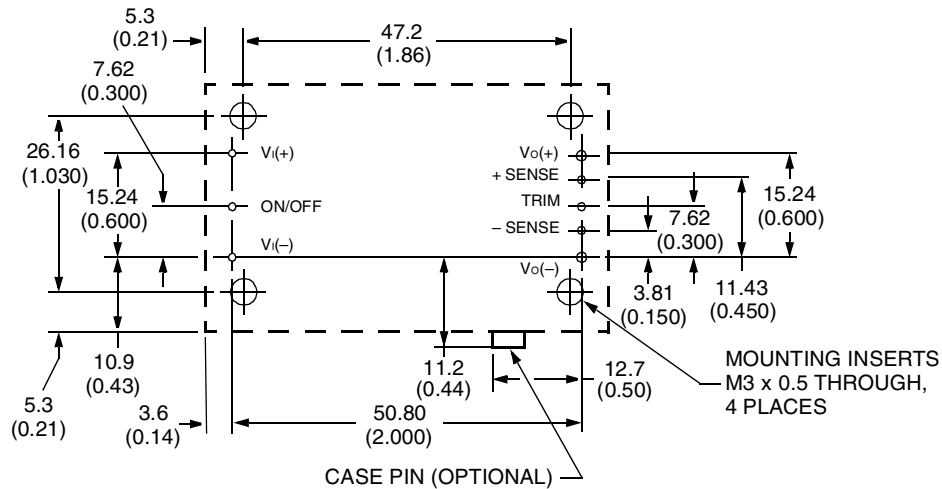 5.3
(0.21)
47.2
(1.86)
7.62
(0.300)
26.16
(1.030)
15.24
(0.600)
VI(+)
ON/OFF
VI(–)
VO(+)
+ SENSE
TRIM
– SENSE
VO(–)
15.24
(0.600)
7.62
(0.300)
3.81
(0.150)
11.43
(0.450)
10.9
(0.43)
5.3
(0.21)
3.6
(0.14)
11.2
(0.44)
12.7
(0.50)
50.80
(2.000)
MOUNTING INSERTS
M3 x 0.5 THROUGH,
4 PLACES
CASE PIN (OPTIONAL)